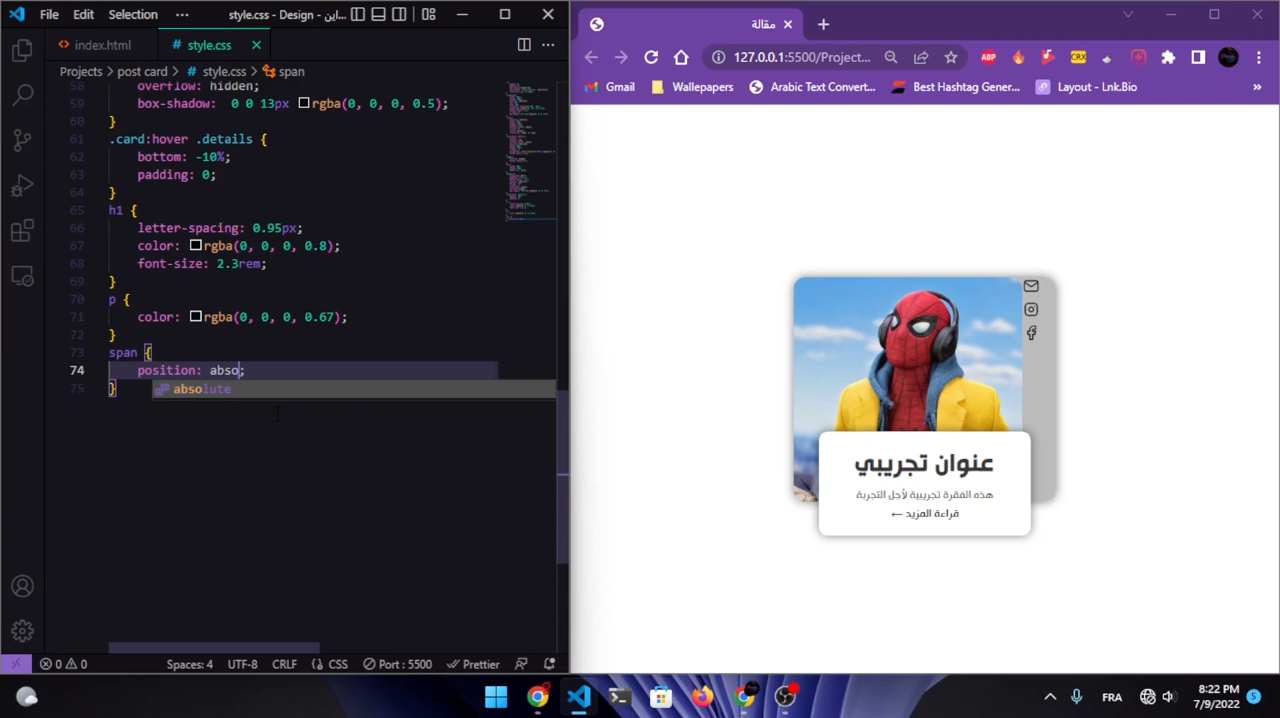 File Edit Selection ··· style.css - Design - اين...
index.html style.css
Projects > post card > style.css > span
58 overflow: hidden;
59 box-shadow: 0 0 13px rgba(0, 0, 0, 0.5);
60 }
61 .card:hover .details {
62 bottom: -10%;
63 padding: 0;
64 }
65 h1 {
66 letter-spacing: 0.95px;
67 color: rgba(0, 0, 0, 0.8);
68 font-size: 2.3rem;
69 }
70 p {
71 color: rgba(0, 0, 0, 0.67);
72 }
73 span {
74 position: abso;
75 }
absolute
0 0 Spaces: 4 UTF-8 CRLF CSS Port : 5500 Prettier
مقالة
127.0.0.1:5500/Project...
ABP CRX
Gmail Wallepapers Arabic Text Convert... Best Hashtag Gener... Layout - Lnk.Bio »
عنوان تجريبي
هذه الفقرة تجريبية لأجل التجربة
قراءة المزيد ←
FRA 8:22 PM
7/9/2022 5